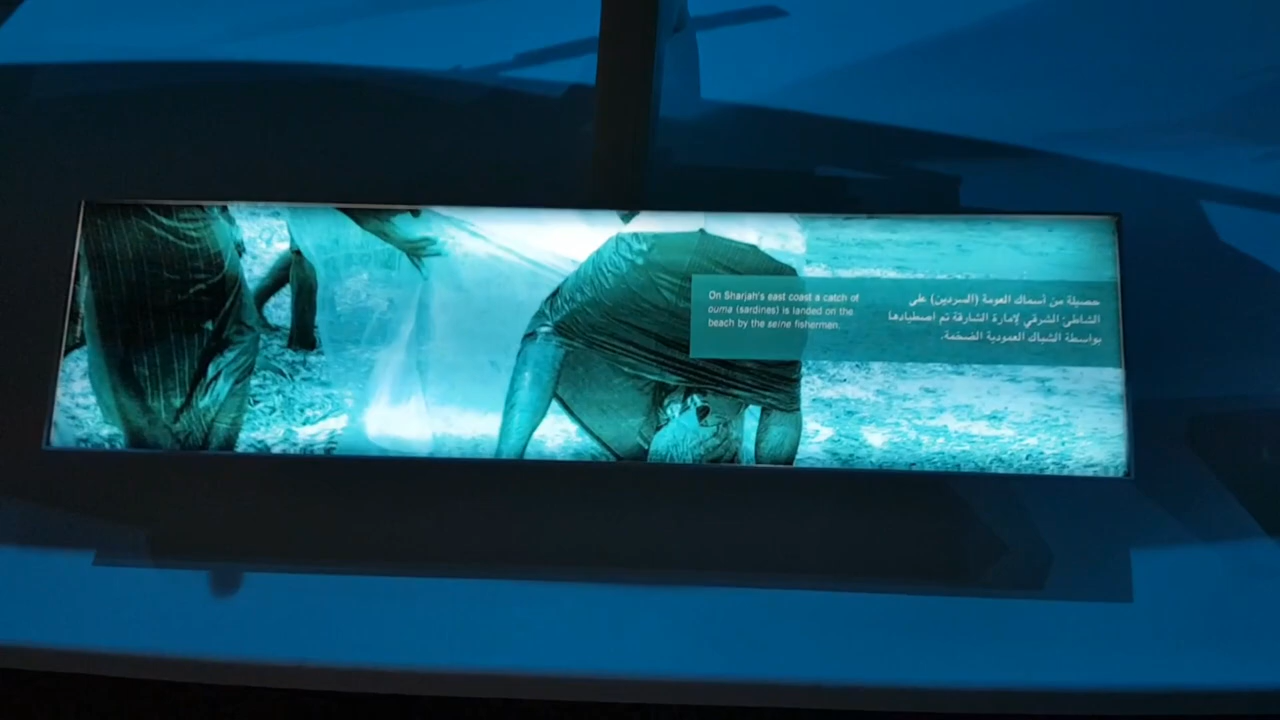 On Sharjah's east coast a catch of
ouma (sardines) is landed on the
beach by the seine fishermen.
حصيلة من أسماك العومة (السردين) على
الشاطئ الشرقي لإمارة الشارقة تم اصطيادها
بواسطة الشباك العمودية الضخمة.